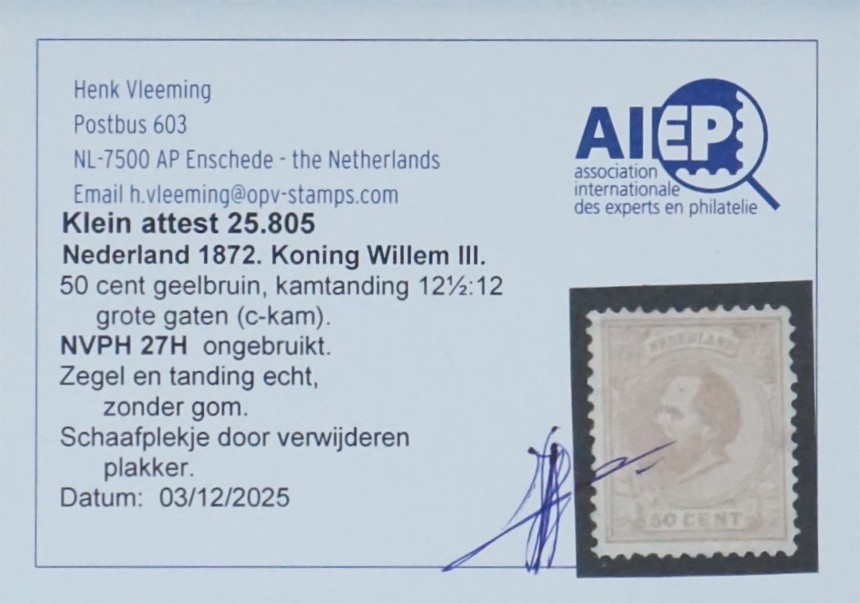 Henk Vleeming
Postbus 603
NL-7500 AP Enschede - the Netherlands
Email h.vleeming@opv-stamps.com
AIEP
association
internationale
des experts en philatelie
Klein attest 25.805
Nederland 1872. Koning Willem III.
50 cent geelbruin, kamtanding 12½:12
grote gaten (c-kam).
NVPH 27H ongebruikt.
Zegel en tanding echt,
zonder gom.
Schaafplekje door verwijderen
plakker.
Datum: 03/12/2025
NEDERLAND
50 CENT